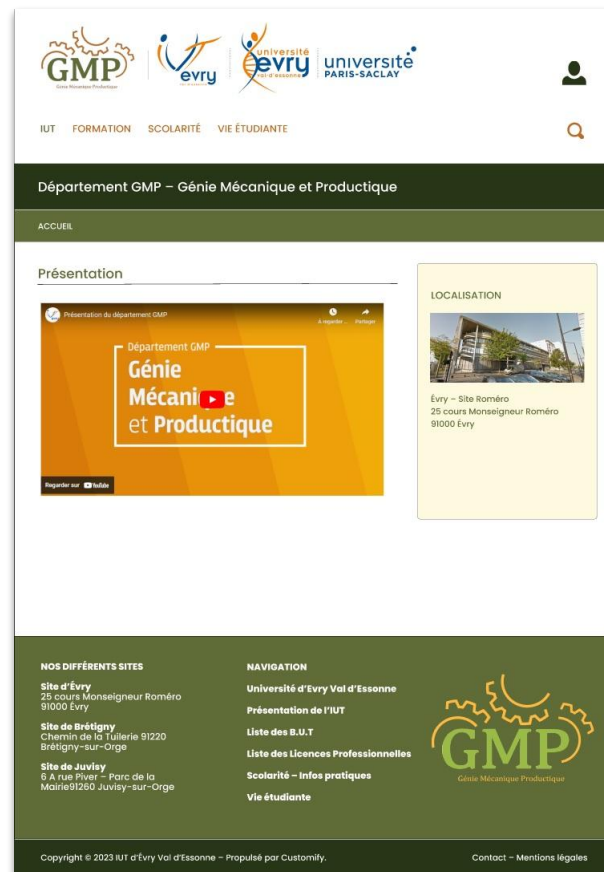 GMP
Génie Mécanique Productique
evry
université
evry
val d'essonne
université
PARIS-SACLAY
IUT FORMATION SCOLARITÉ VIE ÉTUDIANTE
Département GMP – Génie Mécanique et Productique
ACCUEIL
Présentation
Présentation du département GMP
À regarder ... Partager
Département GMP
Génie
Mécanique
et Productique
Regarder sur YouTube
LOCALISATION
Évry – Site Roméro
25 cours Monseigneur Roméro
91000 Évry
NOS DIFFÉRENTS SITES
Site d'Évry
25 cours Monseigneur Roméro
91000 Évry
Site de Brétigny
Chemin de la Tuilerie 91220
Brétigny-sur-Orge
Site de Juvisy
6 A rue Piver – Parc de la
Mairie91260 Juvisy-sur-Orge
NAVIGATION
Université d'Evry Val d'Essonne
Présentation de l'IUT
Liste des B.U.T
Liste des Licences Professionnelles
Scolarité – Infos pratiques
Vie étudiante
GMP
Génie Mécanique Productique
Copyright © 2023 IUT d'Évry Val d'Essonne – Propulsé par Customify.
Contact – Mentions légales